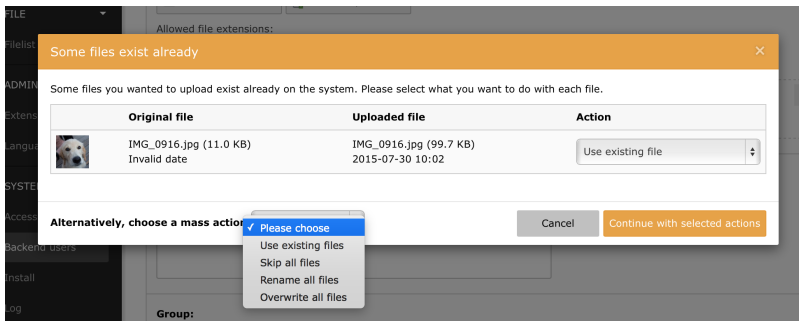 FILE
Allowed file extensions:
Filelist
Some files exist already
×
ADMIN
Some files you wanted to upload exist already on the system. Please select what you want to do with each file.
Original file Uploaded file Action
Extens
IMG_0916.jpg (11.0 KB) IMG_0916.jpg (99.7 KB)
Use existing file
Langua
Invalid date 2015-07-30 10:02
SYSTE
Access
Alternatively, choose a mass action
Cancel
Continue with selected actions
✓ Please choose
Backend users
Use existing files
Skip all files
Install
Rename all files
Overwrite all files
Log
Group: